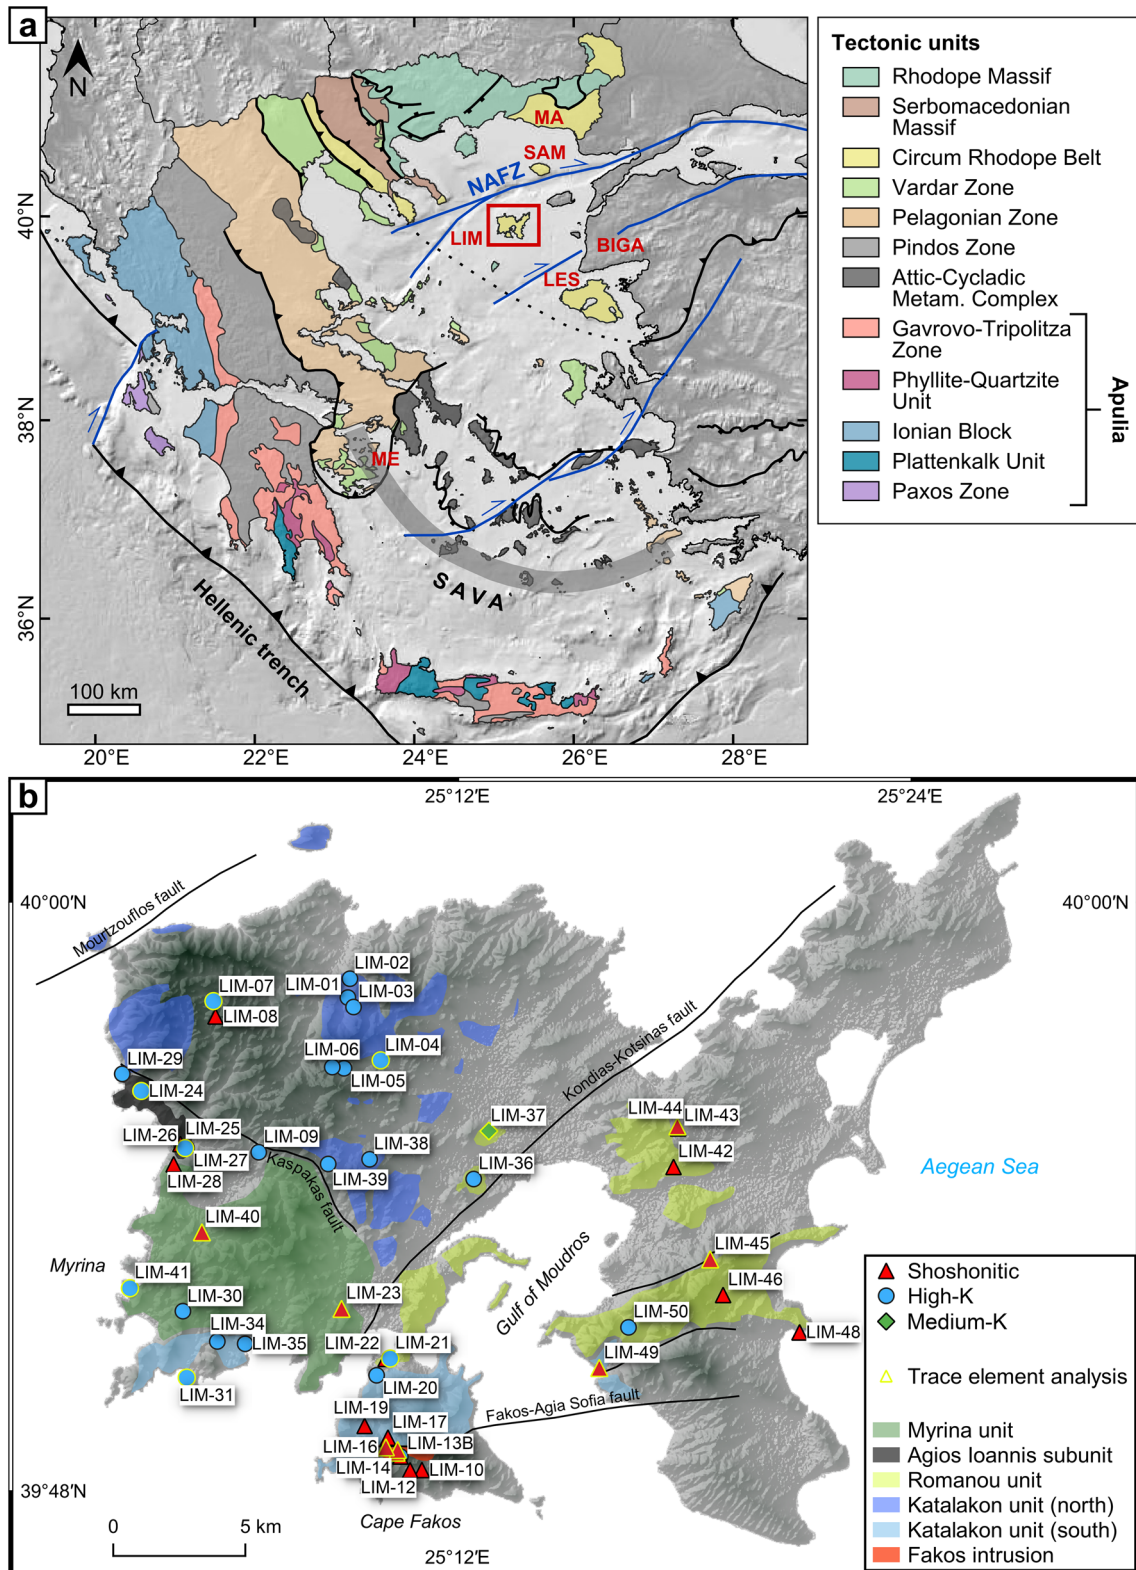 a
N
MA
SAM
NAFZ
LIM
BIGA
LES
ME
SAVA
Hellenic trench
100 km
40°N
38°N
36°N
20°E
22°E
24°E
26°E
28°E
Tectonic units
Rhodope Massif
Serbomacedonian
Massif
Circum Rhodope Belt
Vardar Zone
Pelagonian Zone
Pindos Zone
Attic-Cycladic
Metam. Complex
Gavrovo-Tripolitza
Zone
Phyllite-Quartzite
Unit
Ionian Block
Plattenkalk Unit
Paxos Zone
Apulia
b
25°12′E
25°24′E
40°00′N
40°00′N
Mourtzouflos fault
LIM-02
LIM-01
LIM-03
LIM-07
LIM-08
LIM-06
LIM-04
LIM-05
LIM-29
LIM-24
Kondias-Kotsinas fault
LIM-37
LIM-44
LIM-43
LIM-42
LIM-26
LIM-25
LIM-09
LIM-38
LIM-27
LIM-28
LIM-39
LIM-36
Kaspakas fault
Aegean Sea
LIM-40
Myrina
LIM-41
LIM-30
LIM-23
Gulf of Moudros
LIM-45
LIM-46
LIM-34
LIM-35
LIM-22
LIM-21
LIM-50
LIM-48
LIM-49
LIM-31
LIM-20
LIM-19
LIM-17
Fakos-Agia Sofia fault
LIM-16
LIM-13B
LIM-14
LIM-10
LIM-12
39°48′N
Cape Fakos
0
5 km
25°12′E
Shoshonitic
High-K
Medium-K
Trace element analysis
Myrina unit
Agios Ioannis subunit
Romanou unit
Katalakon unit (north)
Katalakon unit (south)
Fakos intrusion